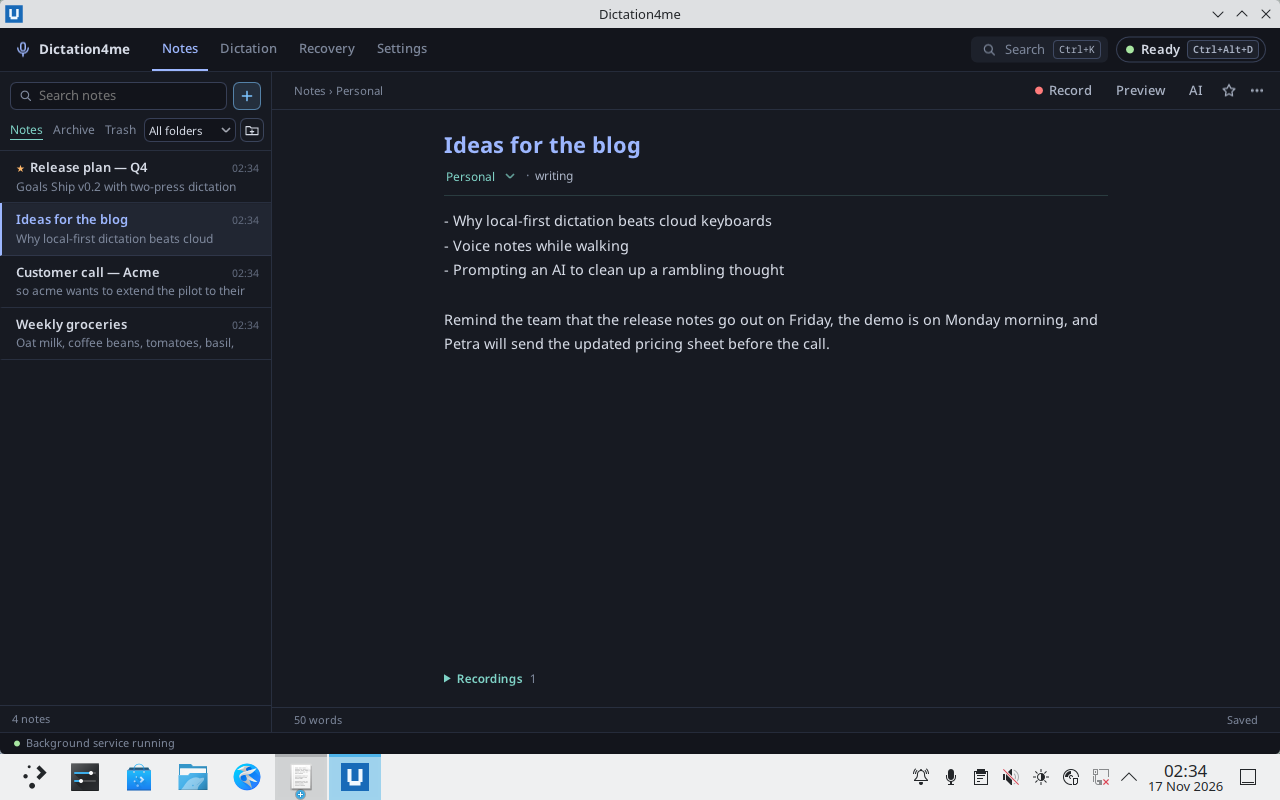 Dictation4me
Dictation4me
Notes
Dictation
Recovery
Settings
Search Ctrl+K
Ready Ctrl+Alt+D
Search notes
Notes
Archive
Trash
All folders
Release plan — Q4 02:34
Goals Ship v0.2 with two-press dictation
Ideas for the blog 02:34
Why local-first dictation beats cloud
Customer call — Acme 02:34
so acme wants to extend the pilot to their
Weekly groceries 02:34
Oat milk, coffee beans, tomatoes, basil,
4 notes
Notes › Personal
Record
Preview
AI
Ideas for the blog
Personal · writing
- Why local-first dictation beats cloud keyboards
- Voice notes while walking
- Prompting an AI to clean up a rambling thought
Remind the team that the release notes go out on Friday, the demo is on Monday morning, and
Petra will send the updated pricing sheet before the call.
Recordings 1
50 words
Saved
Background service running
02:34
17 Nov 2026